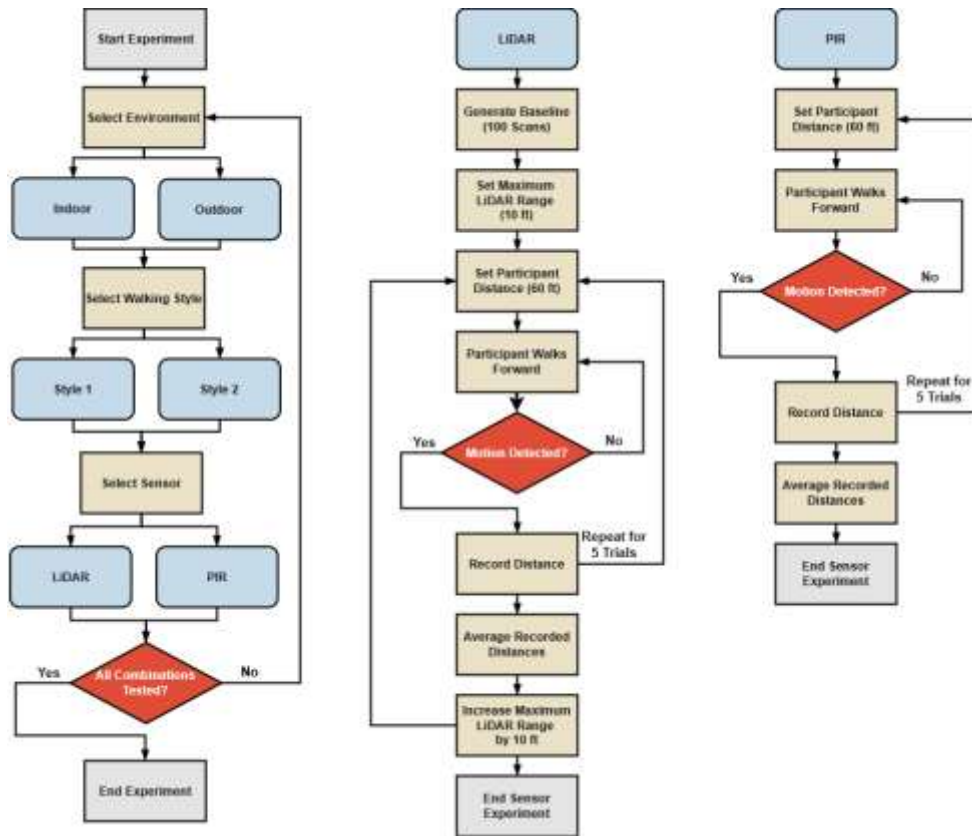 Start Experiment
Select Environment
Indoor
Outdoor
Select Walking Style
Style 1
Style 2
Select Sensor
LiDAR
PIR
Yes
All Combinations
Tested?
No
End Experiment
LiDAR
Generate Baseline
(100 Scans)
Set Maximum
LiDAR Range
(10 ft)
Set Participant
Distance (60 ft)
Participant Walks
Forward
Yes
Motion Detected?
No
Record Distance
Repeat for
5 Trials
Average Recorded
Distances
Increase Maximum
LiDAR Range
by 10 ft
End Sensor
Experiment
PIR
Set Participant
Distance (60 ft)
Participant Walks
Forward
Yes
Motion Detected?
No
Record Distance
Repeat for
5 Trials
Average Recorded
Distances
End Sensor
Experiment